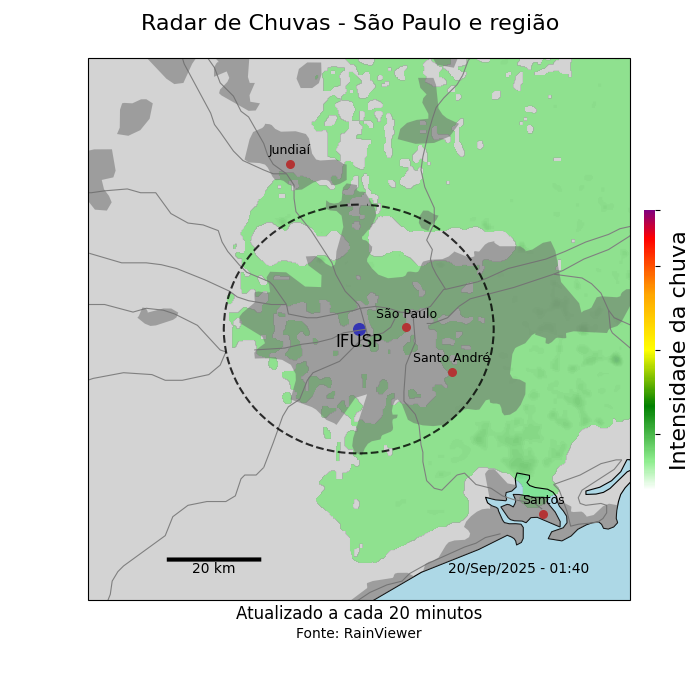 Radar de Chuvas - São Paulo e região
Jundiaí
São Paulo
IFUSP
Santo André
Santos
20 km
20/Sep/2025 - 01:40
Intensidade da chuva
Atualizado a cada 20 minutos
Fonte: RainViewer